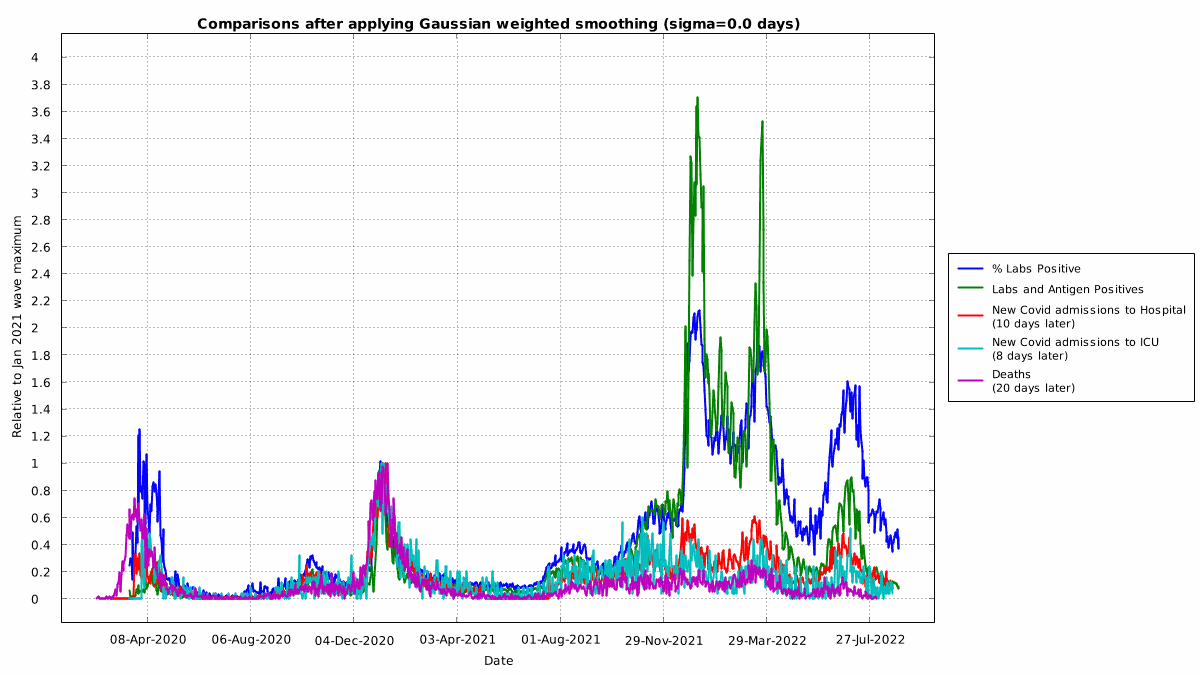 Comparisons after applying Gaussian weighted smoothing (sigma=0.0 days)
Relative to Jan 2021 wave maximum
4
3.8
3.6
3.4
3.2
3
2.8
2.6
2.4
2.2
2
1.8
1.6
1.4
1.2
1
0.8
0.6
0.4
0.2
0
08-Apr-2020 06-Aug-2020 04-Dec-2020 03-Apr-2021 01-Aug-2021 29-Nov-2021 29-Mar-2022 27-Jul-2022
Date
% Labs Positive
Labs and Antigen Positives
New Covid admissions to Hospital
(10 days later)
New Covid admissions to ICU
(8 days later)
Deaths
(20 days later)